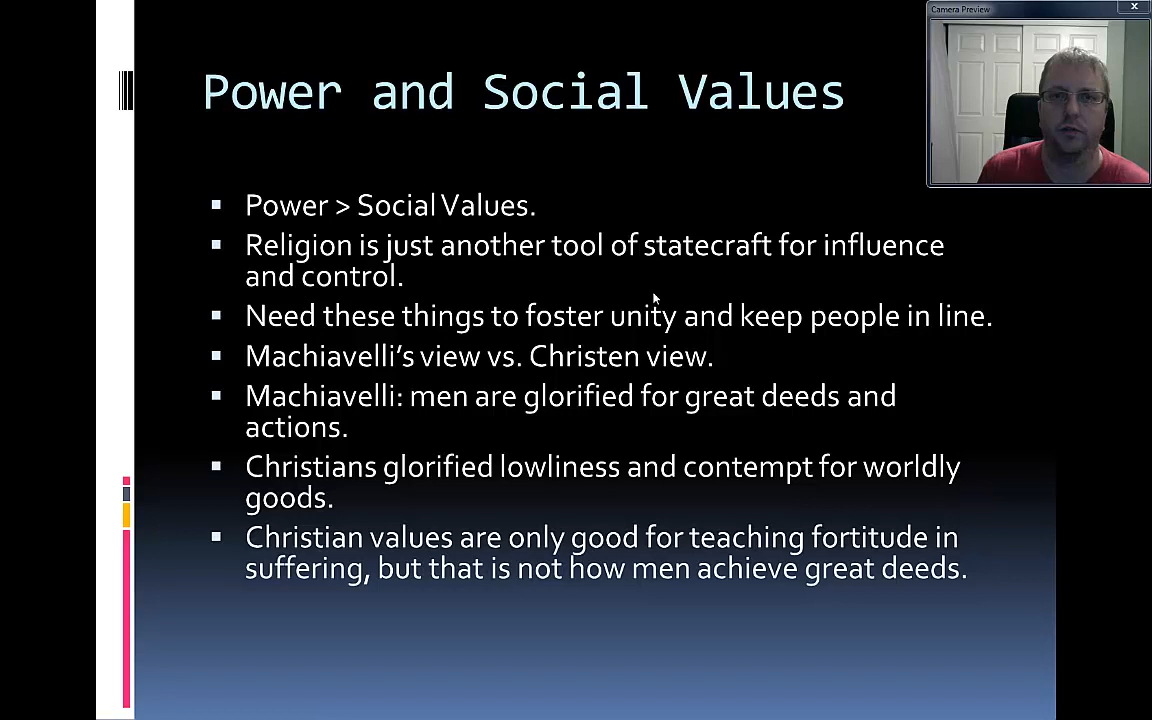 Camera Preview:
Power and Social Values
Power > Social Values.
Religion is just another tool of statecraft for influence
and control.
Need these things to foster unity and keep people in line.
Machiavelli's view vs. Christen view.
Machiavelli: men are glorified for great deeds and
actions.
Christians glorified lowliness and contempt for worldly
goods.
Christian values are only good for teaching fortitude in
suffering, but that is not how men achieve great deeds.